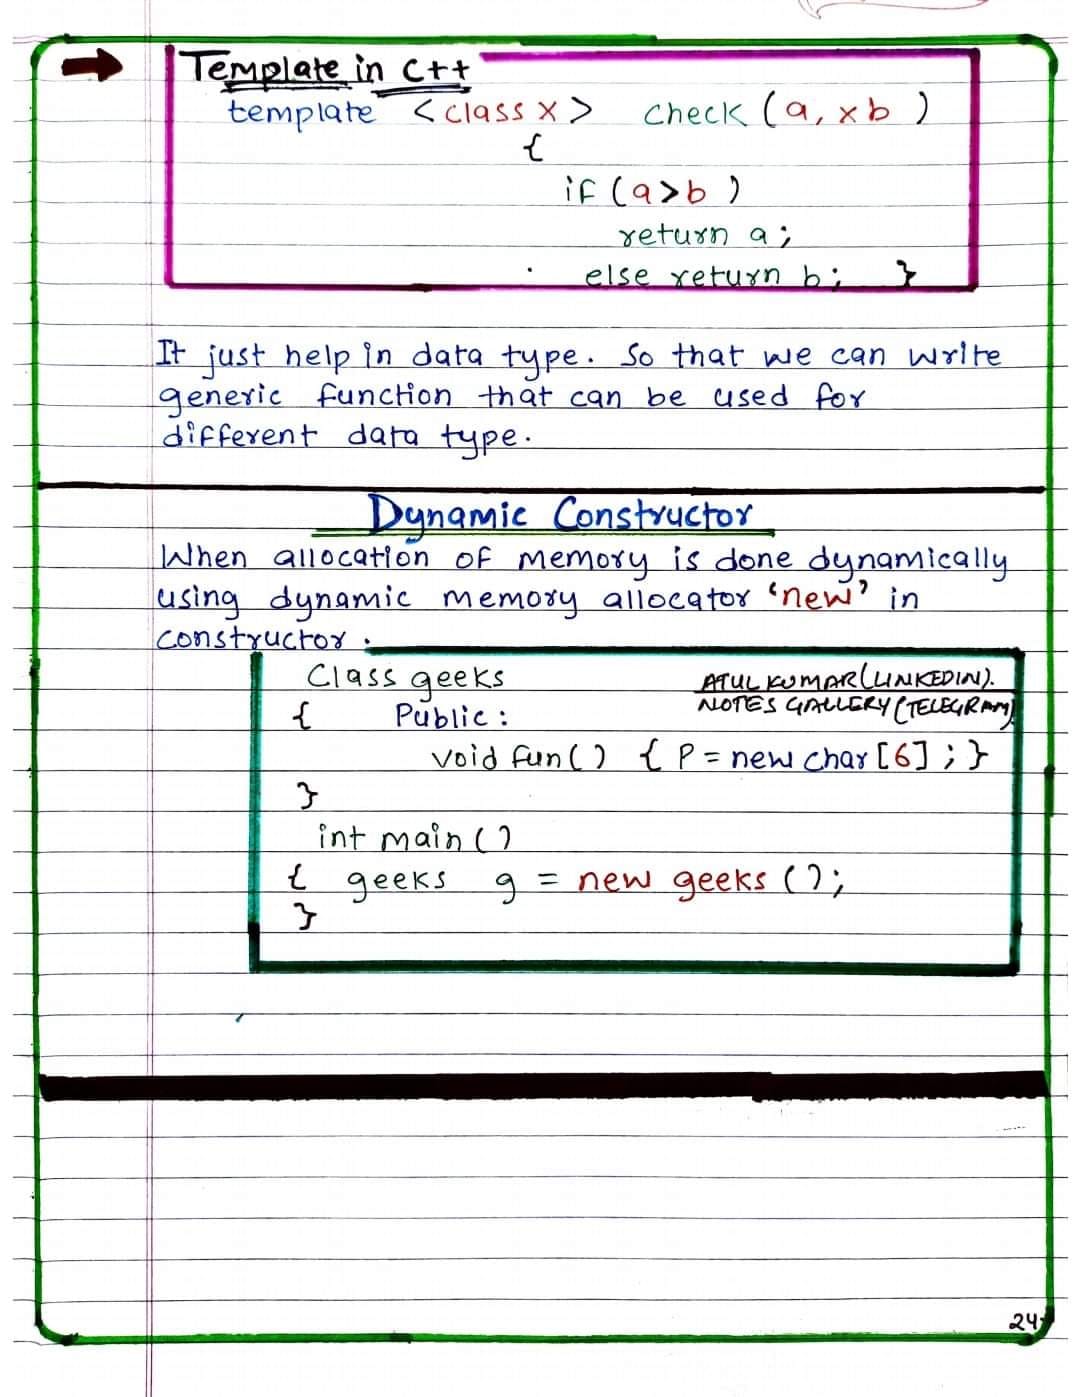 Template in C++
template <class x> check (a, x b )
{
if (a>b )
return a;
else return b; }
It just help in data type. So that we can write
generic function that can be used for
different data type.
Dynamic Constructor
When allocation of memory is done dynamically
using dynamic memory allocator 'new' in
constructor.
Class geeks
ATUL KUMAR (LINKEDIN).
{ Public:
NOTES GALLERY (TELEGRAM)
void fun() { P = new char [6] ; }
}
int main ()
{ geeks g = new geeks ();
}
24